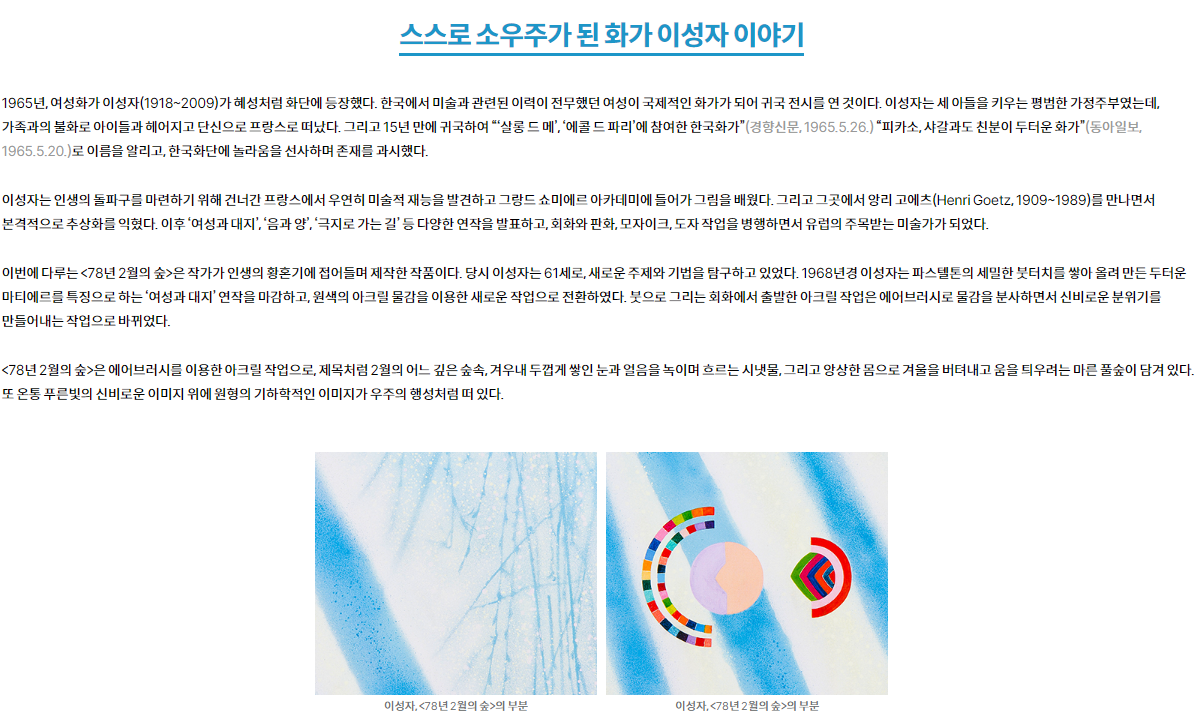 스스로 소우주가 된 화가 이성자 이야기
1965년, 여성화가 이성자(1918~2009)가 혜성처럼 화단에 등장했다. 한국에서 미술과 관련된 이력이 전무했던 여성이 국제적인 화가가 되어 귀국 전시를 연 것이다. 이성자는 세 아들을 키우는 평범한 가정주부였는데,
가족과의 불화로 아이들과 헤어지고 단신으로 프랑스로 떠났다. 그리고 15년 만에 귀국하여 “‘살롱 드 메’, ‘에콜 드 파리’에 참여한 한국화가”(경향신문, 1965.5.26.) “피카소, 샤갈과도 친분이 두터운 화가”(동아일보,
1965.5.20.)로 이름을 알리고, 한국화단에 놀라움을 선사하며 존재를 과시했다.
이성자는 인생의 돌파구를 마련하기 위해 건너간 프랑스에서 우연히 미술적 재능을 발견하고 그랑드 쇼미에르 아카데미에 들어가 그림을 배웠다. 그리고 그곳에서 앙리 고에츠(Henri Goetz, 1909~1989)를 만나면서
본격적으로 추상화를 익혔다. 이후 ‘여성과 대지’, ‘음과 양’, ‘극지로 가는 길’ 등 다양한 연작을 발표하고, 회화와 판화, 모자이크, 도자 작업을 병행하면서 유럽의 주목받는 미술가가 되었다.
이번에 다루는 <78년 2월의 숲>은 작가가 인생의 황혼기에 접어들며 제작한 작품이다. 당시 이성자는 61세로, 새로운 주제와 기법을 탐구하고 있었다. 1968년경 이성자는 파스텔톤의 세밀한 붓터치를 쌓아 올려 만든 두터운
마티에르를 특징으로 하는 ‘여성과 대지’ 연작을 마감하고, 원색의 아크릴 물감을 이용한 새로운 작업으로 전환하였다. 붓으로 그리는 회화에서 출발한 아크릴 작업은 에어브러시로 물감을 분사하면서 신비로운 분위기를
만들어내는 작업으로 바뀌었다.
<78년 2월의 숲>은 에어브러시를 이용한 아크릴 작업으로, 제목처럼 2월의 어느 깊은 숲속, 겨우내 두껍게 쌓인 눈과 얼음을 녹이며 흐르는 시냇물, 그리고 앙상한 몸으로 겨울을 버텨내고 움을 틔우려는 마른 풀숲이 담겨 있다.
또 온통 푸른빛의 신비로운 이미지 위에 원형의 기하학적인 이미지가 우주의 행성처럼 떠 있다.
이성자, <78년 2월의 숲>의 부분
이성자, <78년 2월의 숲>의 부분